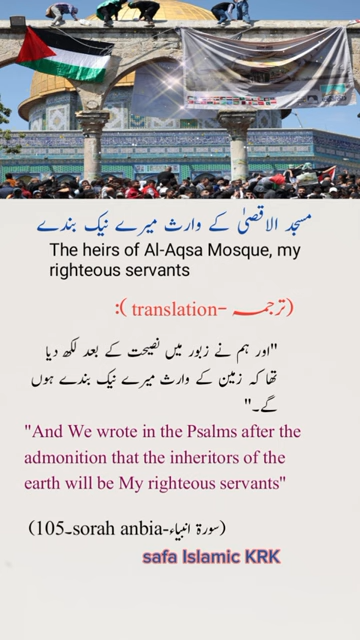 مسجد الاقصیٰ کے وارث میرے نیک بندے
The heirs of Al-Aqsa Mosque, my
righteous servants
(ترجمہ -translation ):
"اور ہم نے زبور میں نصیحت کے بعد لکھ دیا
تھا کہ زمین کے وارث میرے نیک بندے ہوں
گے۔"
"And We wrote in the Psalms after the
admonition that the inheritors of the
earth will be My righteous servants"
(سورۃ انبیاء-sorah anbia۔105)
safa Islamic KRK